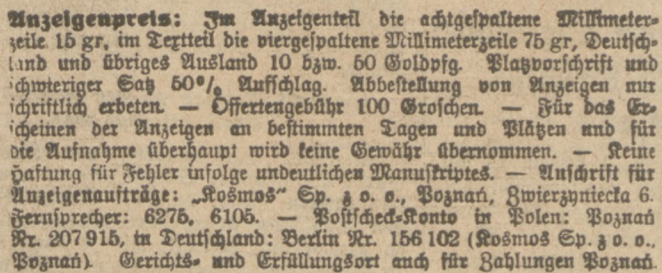 Anzeigenpreis: Im Anzeigenteil die achtgespaltene Millimeter-
zeile 15 gr, im Textteil die viergespaltene Millimeterzeile 75 gr, Deutsch-
land und übriges Ausland 10 bzw. 50 Goldpfg. Platzvorschrift und
schwieriger Satz 50% Aufschlag. Abbestellung von Anzeigen nur
schriftlich erbeten. — Offertengebühr 100 Groschen. — Für das Er-
scheinen der Anzeigen an bestimmten Tagen und Plätzen und für
die Aufnahme überhaupt wird keine Gewähr übernommen. — Keine
Haftung für Fehler infolge undeutlichen Manuskriptes. — Anschrift für
Anzeigenaufträge: „Kosmos" Sp. z o. o., Poznań, Zwierzyniecka 6.
Fernsprecher: 6275, 6105. — Postscheck-Konto in Polen: Poznań
Nr. 207 915, in Deutschland: Berlin Nr. 156 102 (Kosmos Sp. z o. o.,
Poznań). Gerichts- und Erfüllungsort auch für Zahlungen Poznań.